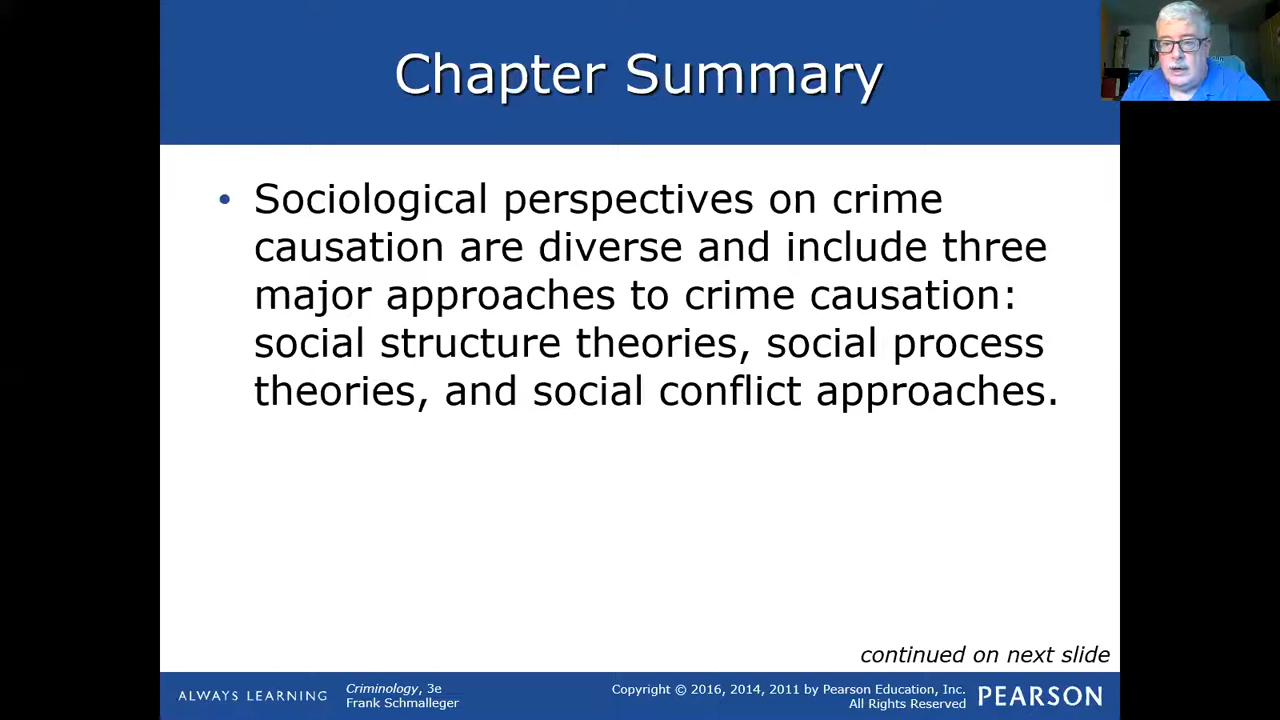 Chapter Summary
• Sociological perspectives on crime
causation are diverse and include three
major approaches to crime causation:
social structure theories, social process
theories, and social conflict approaches.
continued on next slide
ALWAYS LEARNING
Criminology, 3e
Frank Schmalleger
Copyright © 2016, 2014, 2011 by Pearson Education, Inc.
All Rights Reserved
PEARSON